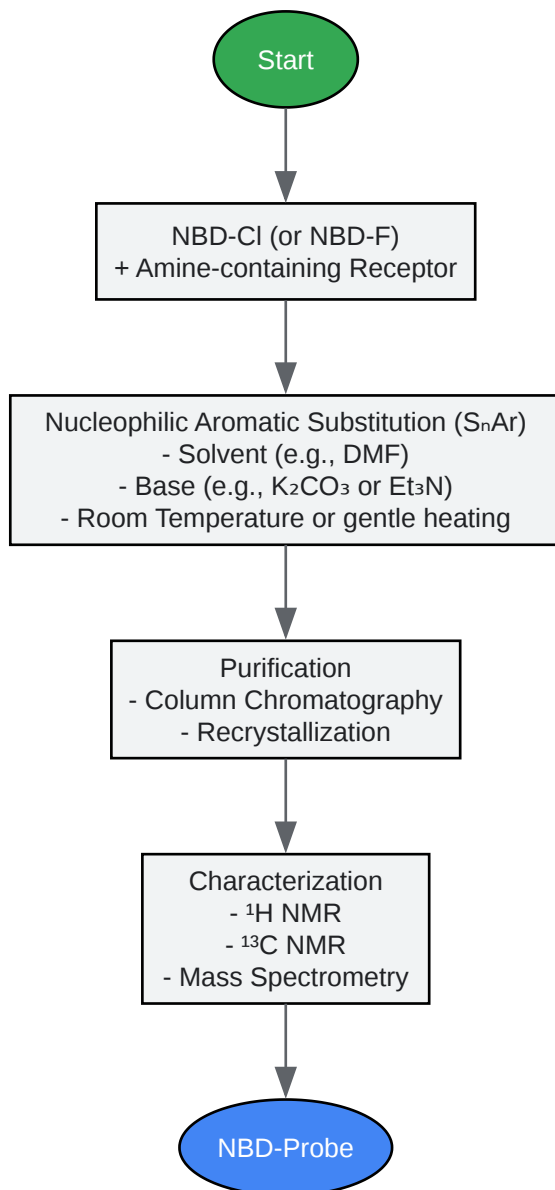 Start
NBD-Cl (or NBD-F)
+ Amine-containing Receptor
Nucleophilic Aromatic Substitution (SₙAr)
- Solvent (e.g., DMF)
- Base (e.g., K₂CO₃ or Et₃N)
- Room Temperature or gentle heating
Purification
- Column Chromatography
- Recrystallization
Characterization
- ¹H NMR
- ¹³C NMR
- Mass Spectrometry
NBD-Probe